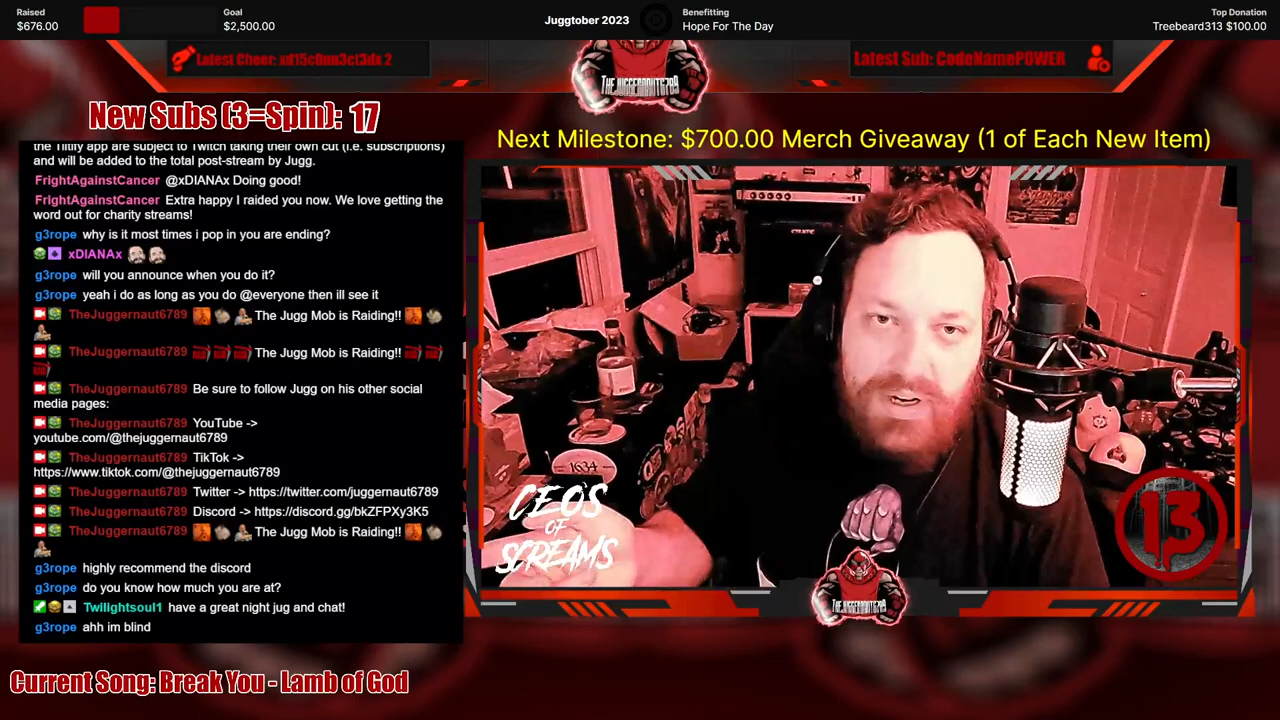 Raised
$676.00
Goal
$2,500.00
Juggtober 2023
Benefitting
Hope For The Day
Top Donation
Treebeard313 $100.00
Latest Cheer: xd15c0nn3ct3dx 2
THEJUGGERNAUT6789
Latest Sub: CodeNamePOWER
New Subs (3=Spin): 17
Next Milestone: $700.00 Merch Giveaway (1 of Each New Item)
the Tiltify app are subject to Twitch taking their own cut (i.e. subscriptions)
and will be added to the total post-stream by Jugg.
FrightAgainstCancer @xDIANAx Doing good!
FrightAgainstCancer Extra happy I raided you now. We love getting the
word out for charity streams!
g3rope why is it most times i pop in you are ending?
xDIANAx
g3rope will you announce when you do it?
g3rope yeah i do as long as you do @everyone then ill see it
TheJuggernaut6789 The Jugg Mob is Raiding!!
TheJuggernaut6789 The Jugg Mob is Raiding!!
TheJuggernaut6789 Be sure to follow Jugg on his other social
media pages:
TheJuggernaut6789 YouTube ->
youtube.com/@thejuggernaut6789
TheJuggernaut6789 TikTok ->
https://www.tiktok.com/@thejuggernaut6789
TheJuggernaut6789 Twitter -> https://twitter.com/juggernaut6789
TheJuggernaut6789 Discord -> https://discord.gg/bkZFPXy3K5
TheJuggernaut6789 The Jugg Mob is Raiding!!
g3rope highly recommend the discord
g3rope do you know how much you are at?
Twilightsoul1 have a great night jug and chat!
g3rope ahh im blind
CRATE
1634
CEO'S
OF
SCREAMS
13
THEJUGGERNAUT6789
Current Song: Break You - Lamb of God